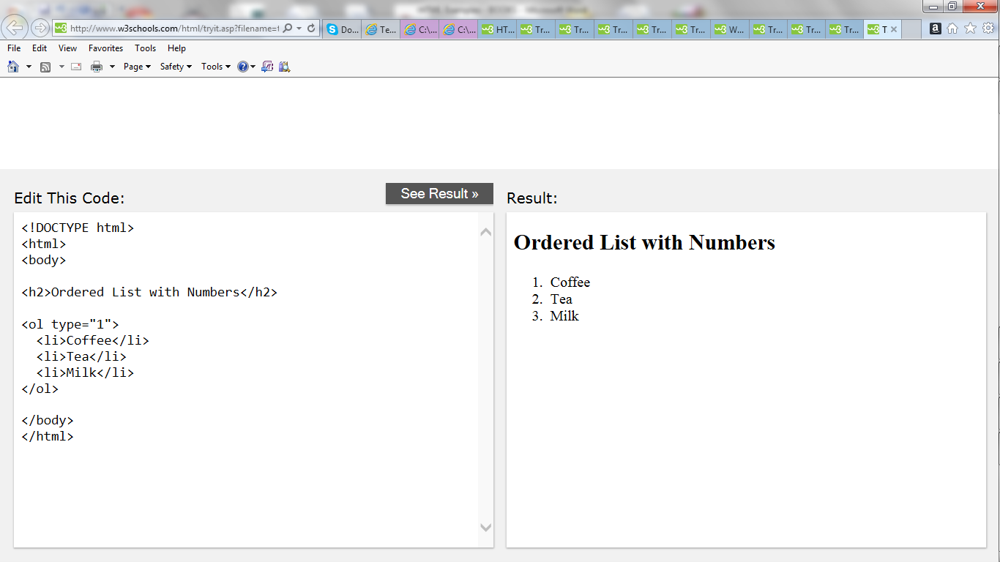 http://www.w3schools.com/html/tryit.asp?filename=t
Do...
Te...
C:\...
C:\...
HT...
Tr...
Tr...
Tr...
Tr...
Tr...
W...
Tr...
Tr...
Tr...
T
File Edit View Favorites Tools Help
Page Safety Tools
Edit This Code:
See Result »
Result:
<!DOCTYPE html>
<html>
<body>
<h2>Ordered List with Numbers</h2>
<ol type="1">
<li>Coffee</li>
<li>Tea</li>
<li>Milk</li>
</ol>
</body>
</html>
Ordered List with Numbers
1. Coffee
2. Tea
3. Milk